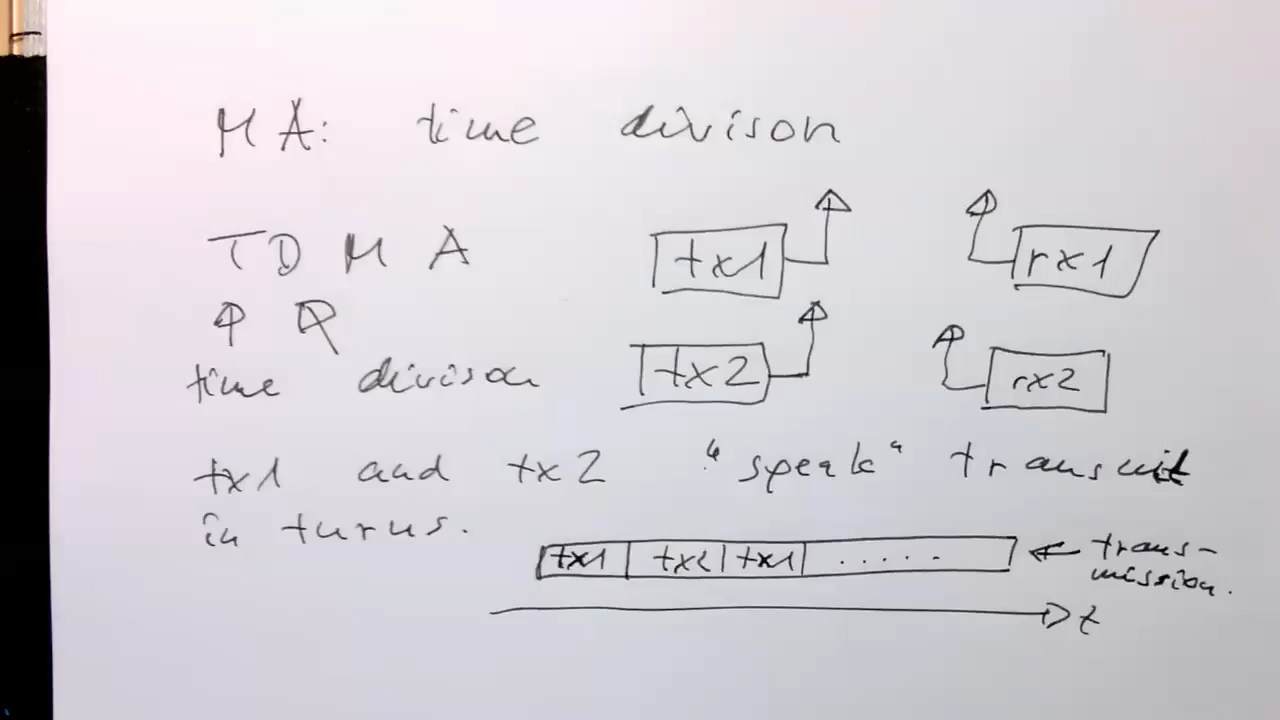 MA: time divison
TDMA
time divison
tx1
rx1
tx2
rx2
tx1 and tx2 "speak" transmit
in turns.
tx1 tx2 tx1 .....
trans-
mission.
t